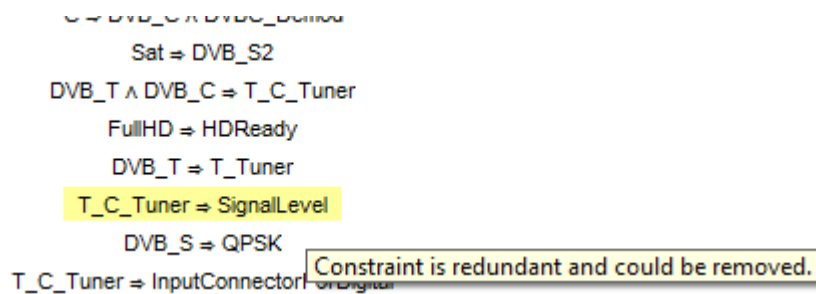 Sat ⇒ DVB_S2
DVB_T ∧ DVB_C ⇒ T_C_Tuner
FullHD ⇒ HDReady
DVB_T ⇒ T_Tuner
T_C_Tuner ⇒ SignalLevel
DVB_S ⇒ QPSK
Constraint is redundant and could be removed.
T_C_Tuner ⇒